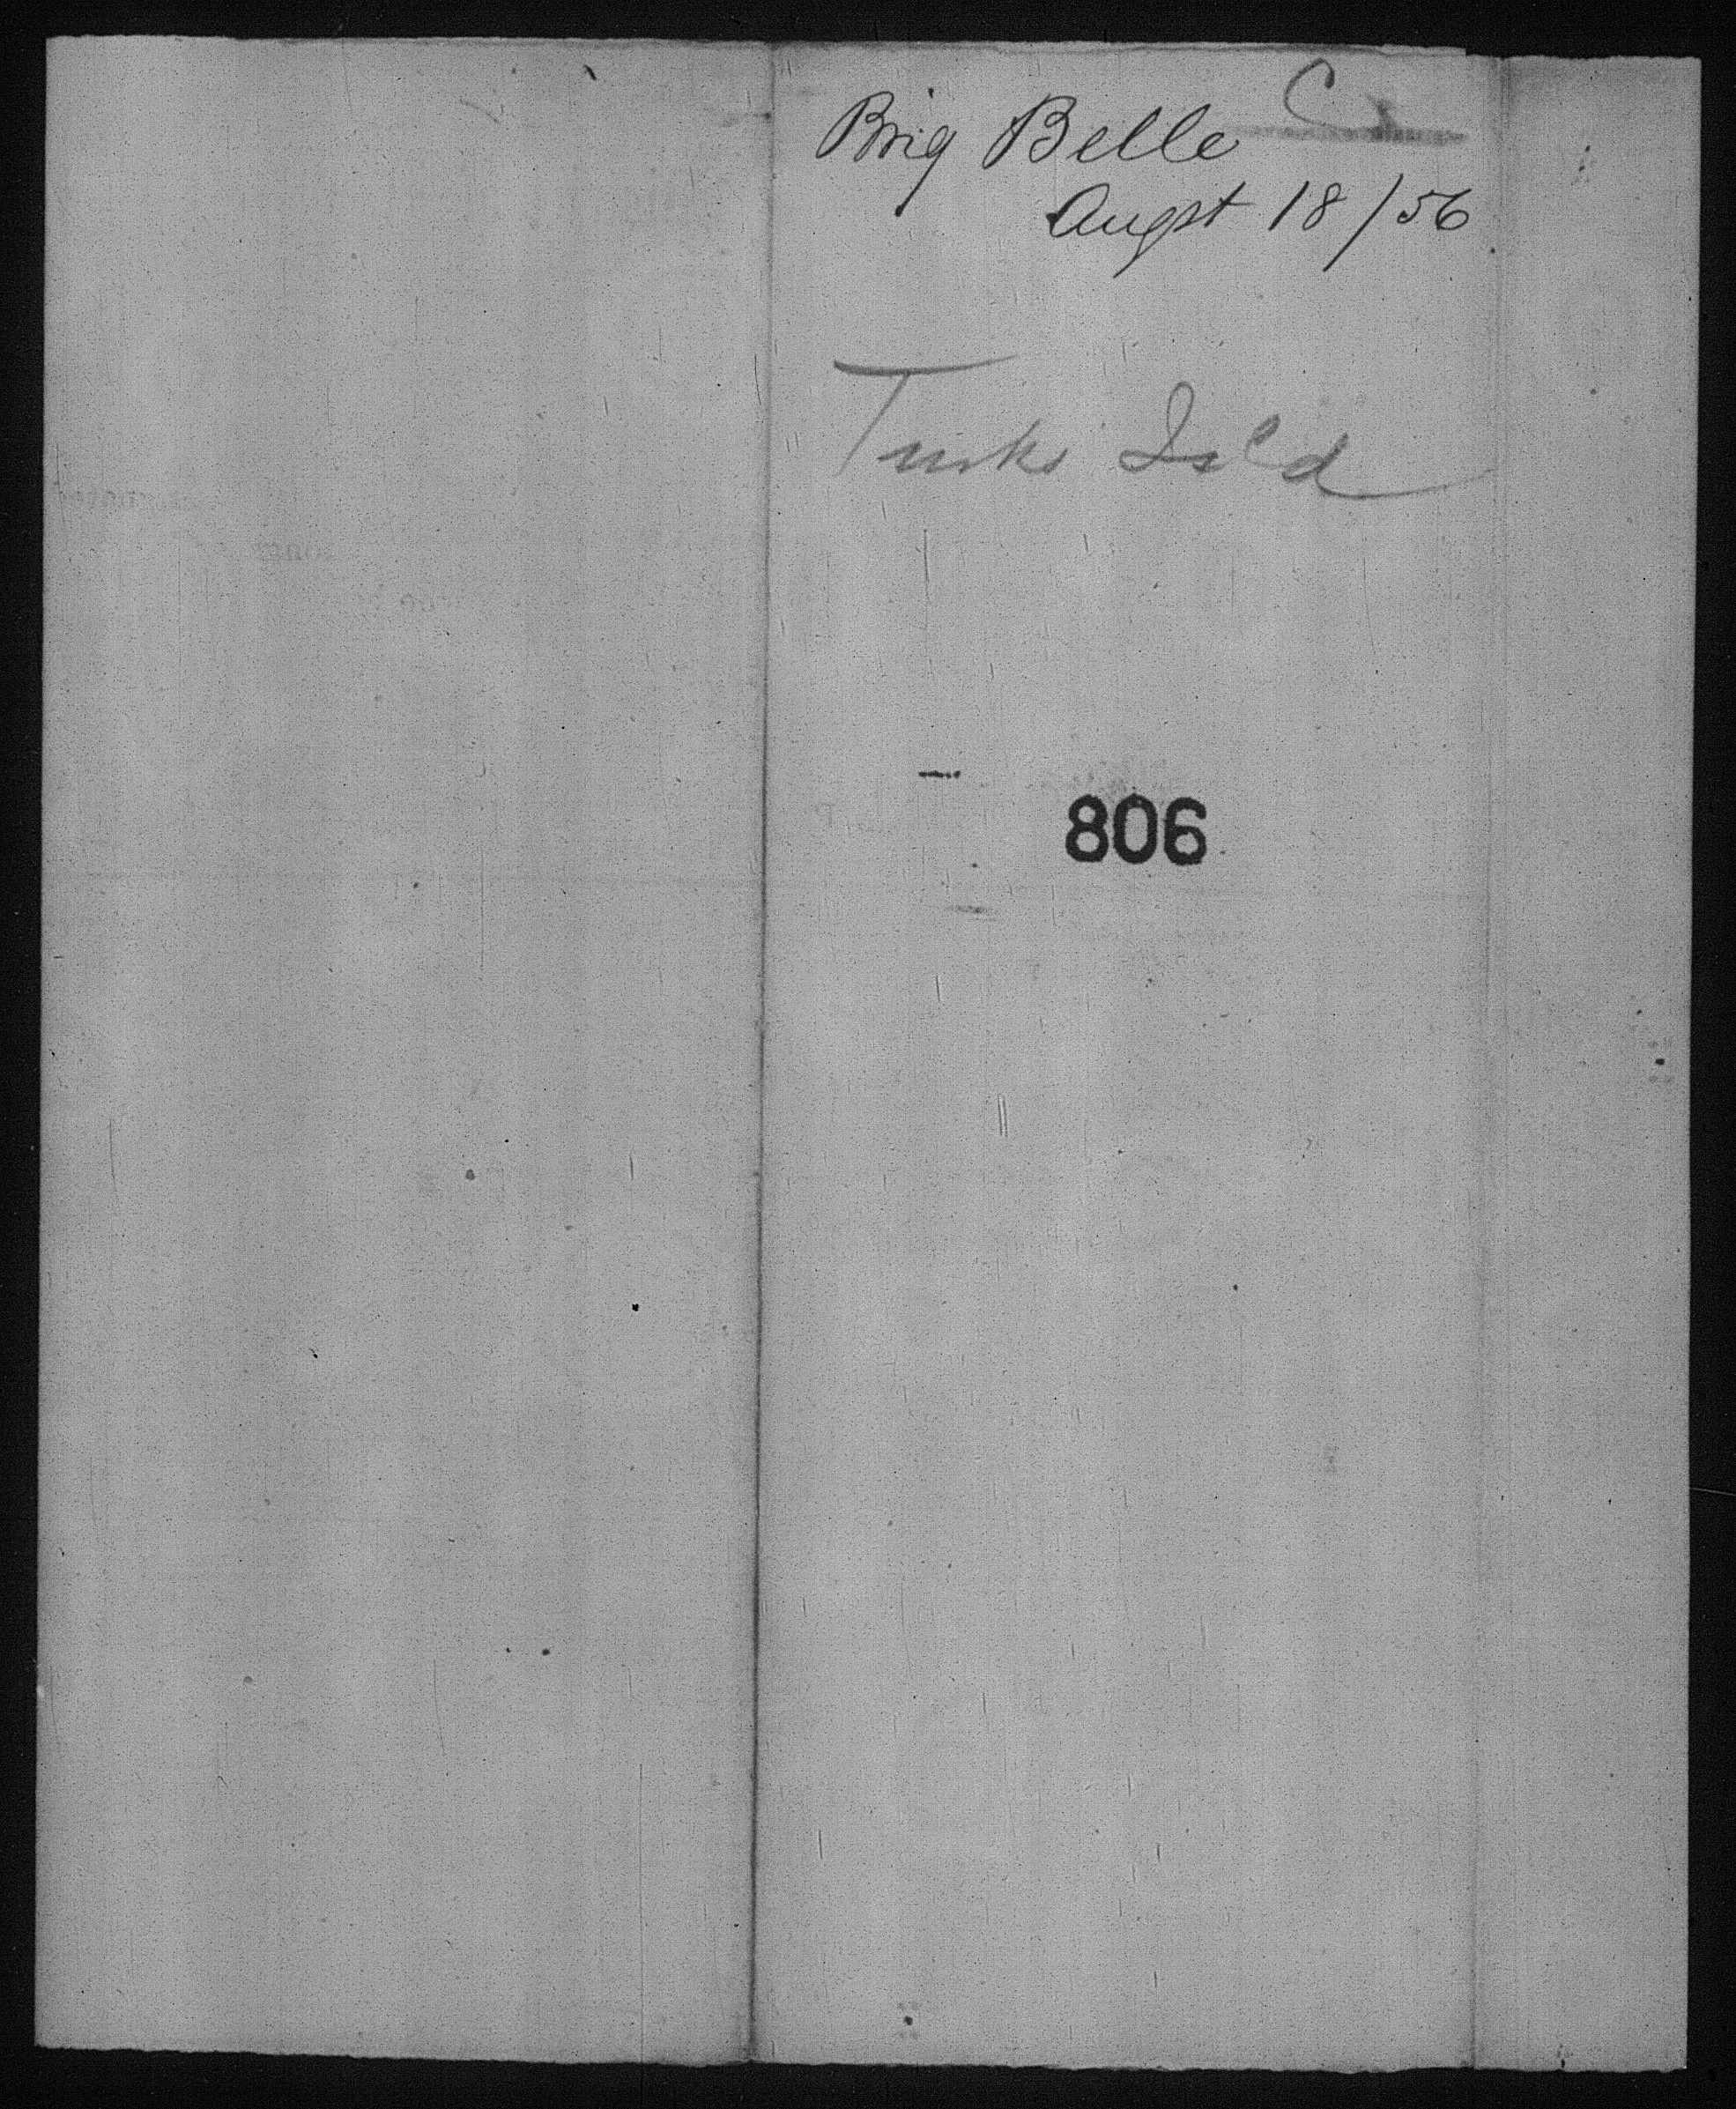 C
Brig Belle
Augst 18/56
Turks Isld
806